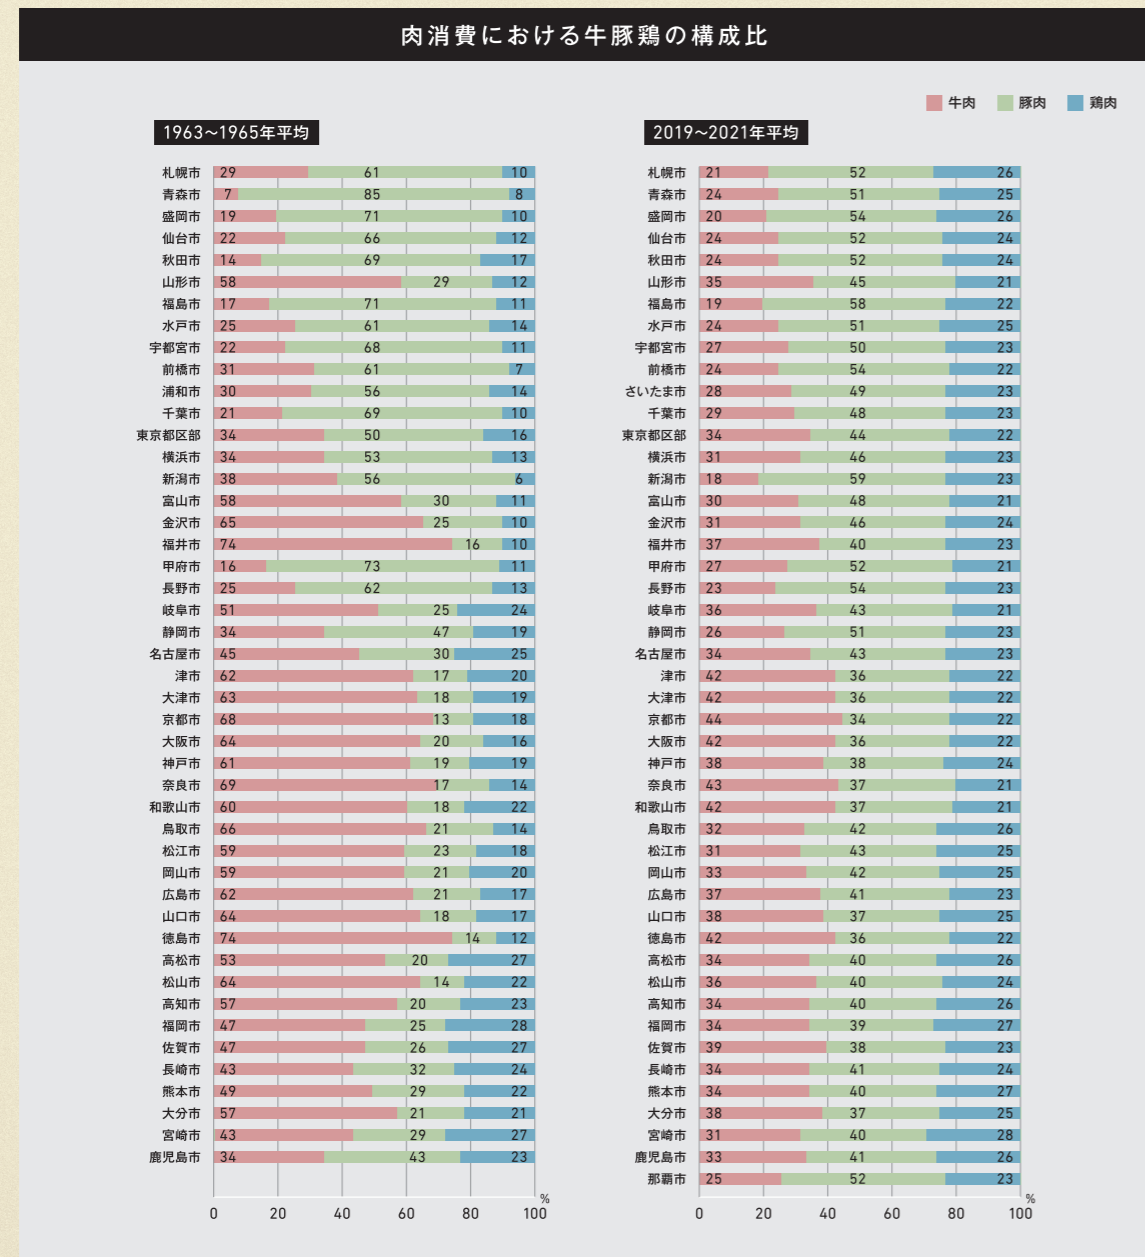 肉消費における牛豚鶏の構成比
牛肉 豚肉 鶏肉
1963〜1965年平均
札幌市 29 61 10
青森市 7 85 8
盛岡市 19 71 10
仙台市 22 66 12
秋田市 14 69 17
山形市 58 29 12
福島市 17 71 11
水戸市 25 61 14
宇都宮市 22 68 11
前橋市 31 61 7
浦和市 30 56 14
千葉市 21 69 10
東京都区部 34 50 16
横浜市 34 53 13
新潟市 38 56 6
富山市 58 30 11
金沢市 65 25 10
福井市 74 16 10
甲府市 16 73 11
長野市 25 62 13
岐阜市 51 25 24
静岡市 34 47 19
名古屋市 45 30 25
津市 62 17 20
大津市 63 18 19
京都市 68 13 18
大阪市 64 20 16
神戸市 61 19 19
奈良市 69 17 14
和歌山市 60 18 22
鳥取市 66 21 14
松江市 59 23 18
岡山市 59 21 20
広島市 62 21 17
山口市 64 18 17
徳島市 74 14 12
高松市 53 20 27
松山市 64 14 22
高知市 57 20 23
福岡市 47 25 28
佐賀市 47 26 27
長崎市 43 32 24
熊本市 49 29 22
大分市 57 21 21
宮崎市 43 29 27
鹿児島市 34 43 23
%
0 20 40 60 80 100
2019〜2021年平均
札幌市 21 52 26
青森市 24 51 25
盛岡市 20 54 26
仙台市 24 52 24
秋田市 24 52 24
山形市 35 45 21
福島市 19 58 22
水戸市 24 51 25
宇都宮市 27 50 23
前橋市 24 54 22
さいたま市 28 49 23
千葉市 29 48 23
東京都区部 34 44 22
横浜市 31 46 23
新潟市 18 59 23
富山市 30 48 21
金沢市 31 46 24
福井市 37 40 23
甲府市 27 52 21
長野市 23 54 23
岐阜市 36 43 21
静岡市 26 51 23
名古屋市 34 43 23
津市 42 36 22
大津市 42 36 22
京都市 44 34 22
大阪市 42 36 22
神戸市 38 38 24
奈良市 43 37 21
和歌山市 42 37 21
鳥取市 32 42 26
松江市 31 43 25
岡山市 33 42 25
広島市 37 41 23
山口市 38 37 25
徳島市 42 36 22
高松市 34 40 26
松山市 36 40 24
高知市 34 40 26
福岡市 34 39 27
佐賀市 39 38 23
長崎市 34 41 24
熊本市 34 40 27
大分市 38 37 25
宮崎市 31 40 28
鹿児島市 33 41 26
那覇市 25 52 23
%
0 20 40 60 80 100